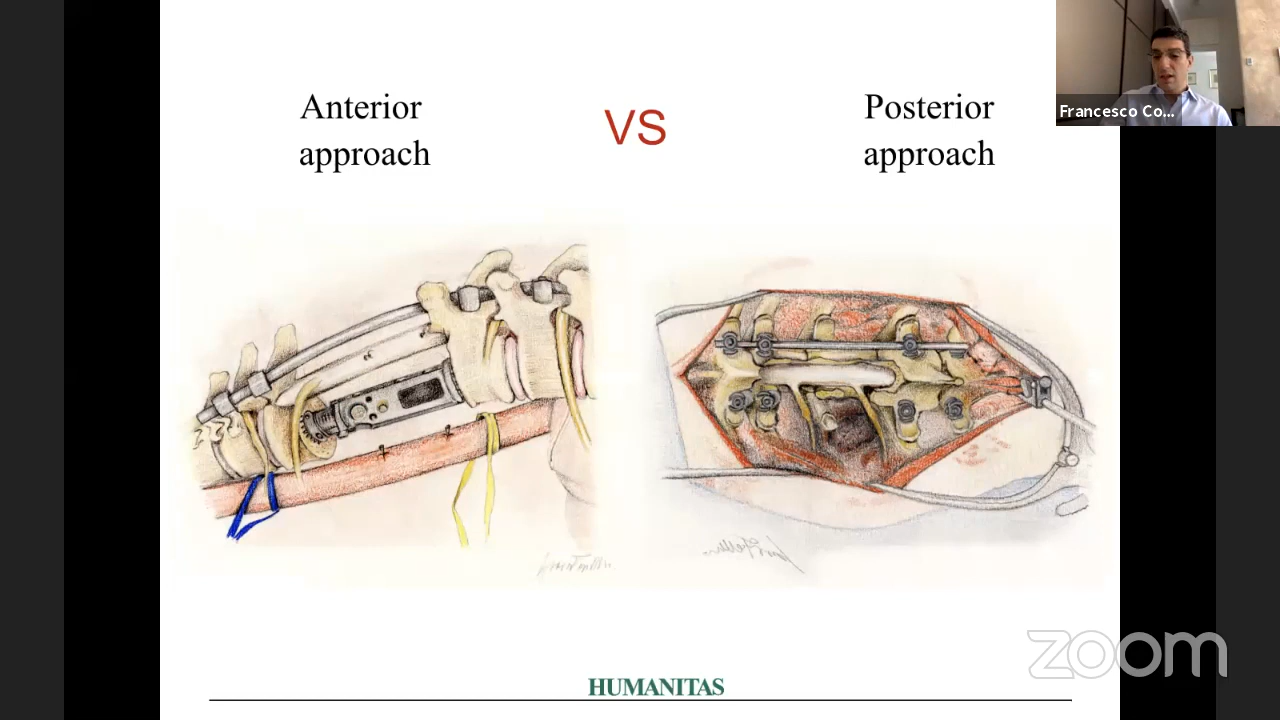 Anterior
approach
VS
Posterior
approach
Francesco Co...
HUMANITAS
zoom